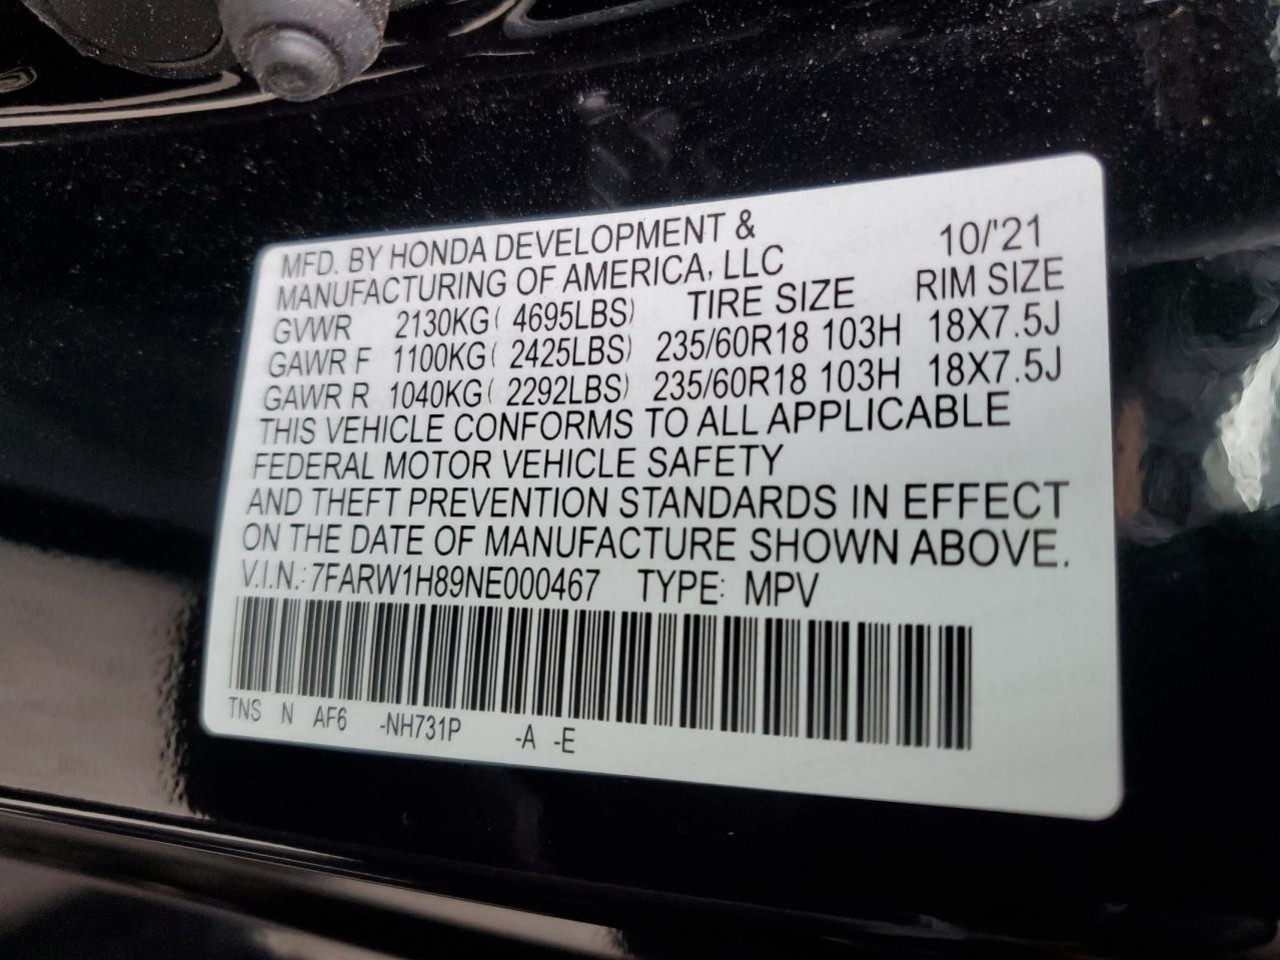 MFD. BY HONDA DEVELOPMENT & 10/'21
MANUFACTURING OF AMERICA, LLC
GVWR 2130KG( 4695LBS) TIRE SIZE RIM SIZE
GAWR F 1100KG( 2425LBS) 235/60R18 103H 18X7.5J
GAWR R 1040KG( 2292LBS) 235/60R18 103H 18X7.5J
THIS VEHICLE CONFORMS TO ALL APPLICABLE
FEDERAL MOTOR VEHICLE SAFETY
AND THEFT PREVENTION STANDARDS IN EFFECT
ON THE DATE OF MANUFACTURE SHOWN ABOVE.
V.I.N.: 7FARW1H89NE000467 TYPE: MPV
TNS N AF6 -NH731P -A -E